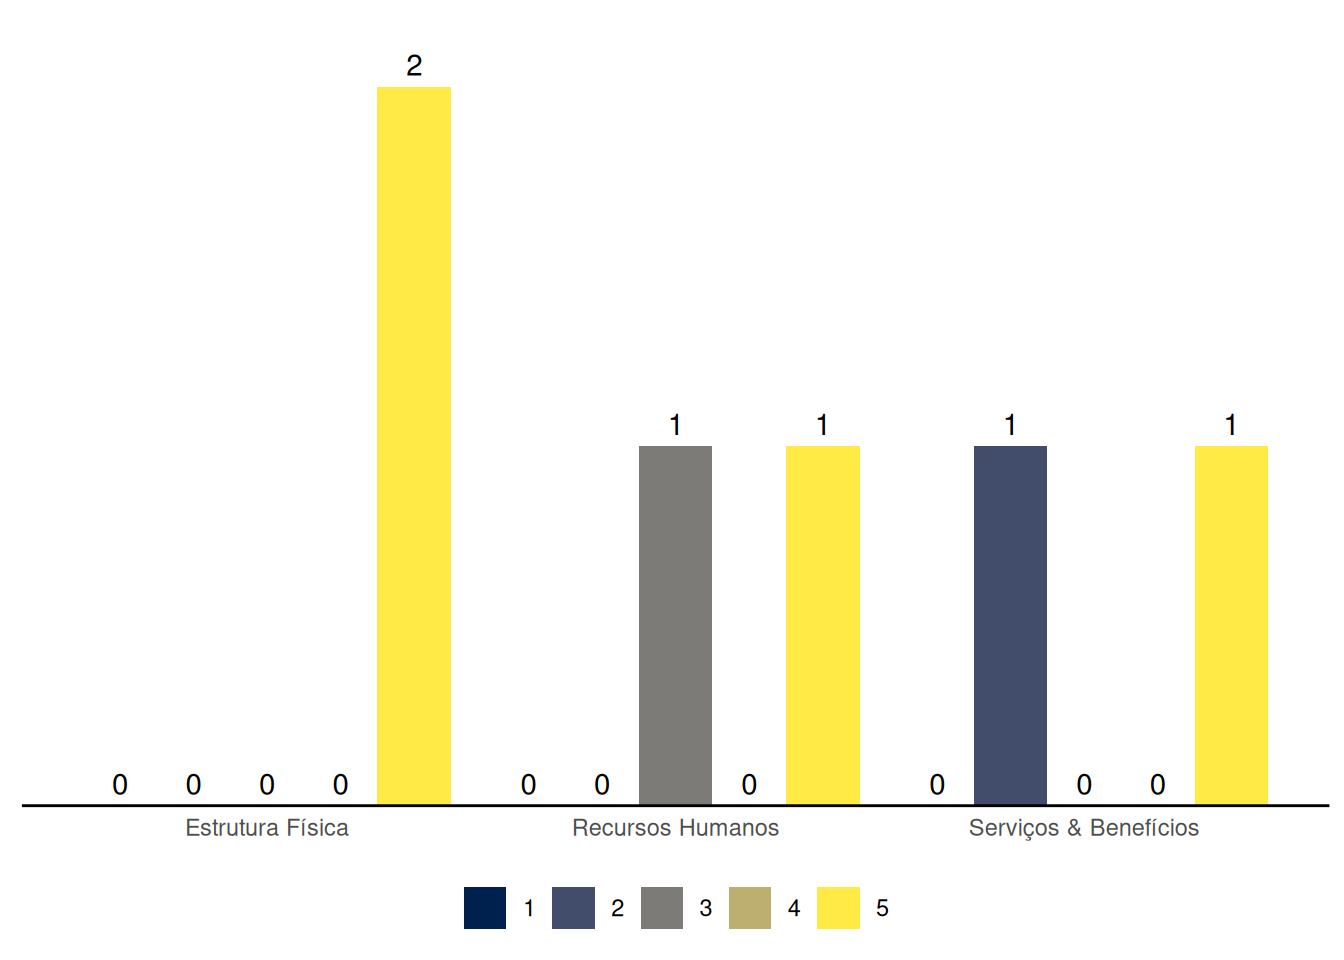 2
1 1 1 1
0 0 0 0 0 0 0 0 0 0
Estrutura Física Recursos Humanos Serviços & Benefícios
1 2 3 4 5